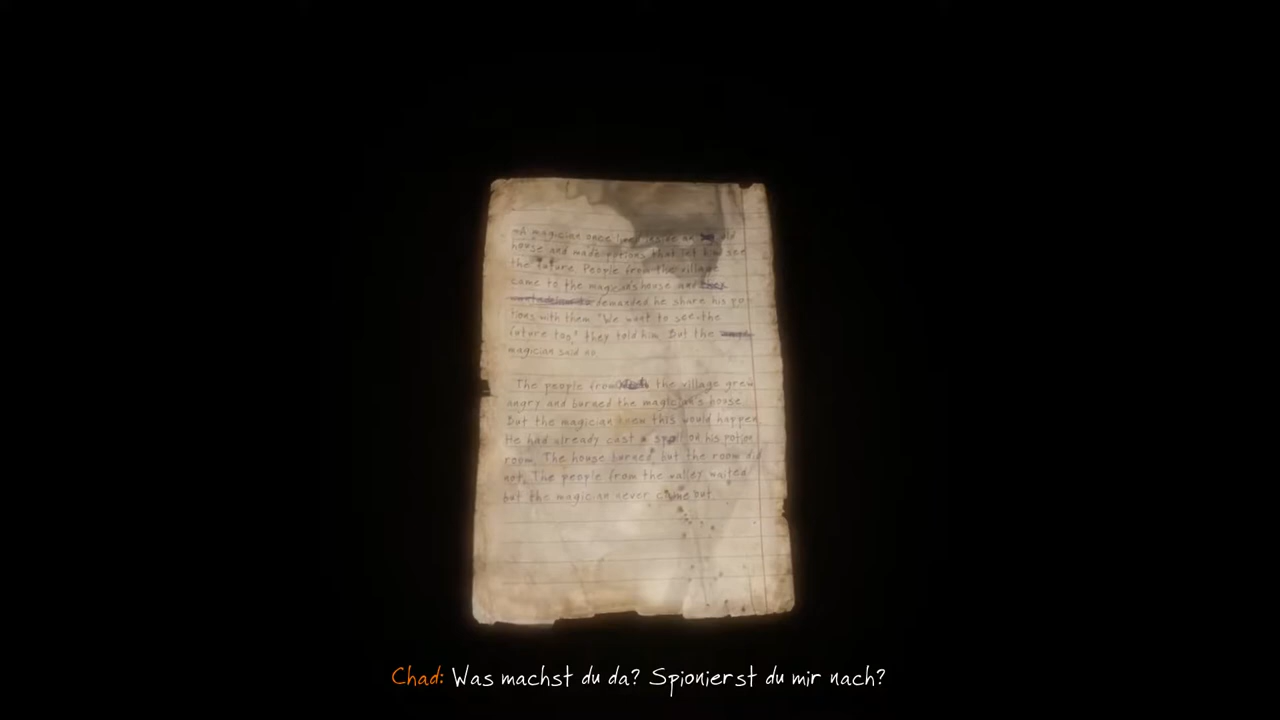 A magician once lived inside an old
house and made potions that let him see
the future. People from the village
came to the magician's house and they
demanded he share his po-
tions with them. "We want to see the
future too," they told him. But the
magician said no.
The people from the village grew
angry and burned the magician's house.
But the magician knew this would happen.
He had already cast a spell on his potion
room. The house burned, but the room did
not. The people from the valley waited
but the magician never came out.
Chad: Was machst du da? Spionierst du mir nach?